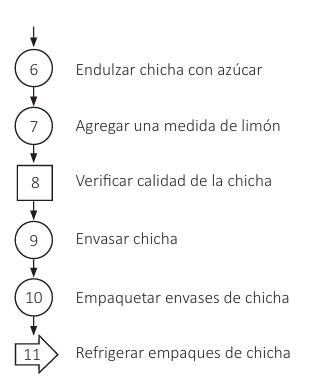 6 Endulzar chicha con azúcar
7 Agregar una medida de limón
8 Verificar calidad de la chicha
9 Envasar chicha
10 Empaquetar envases de chicha
11 Refrigerar empaques de chicha